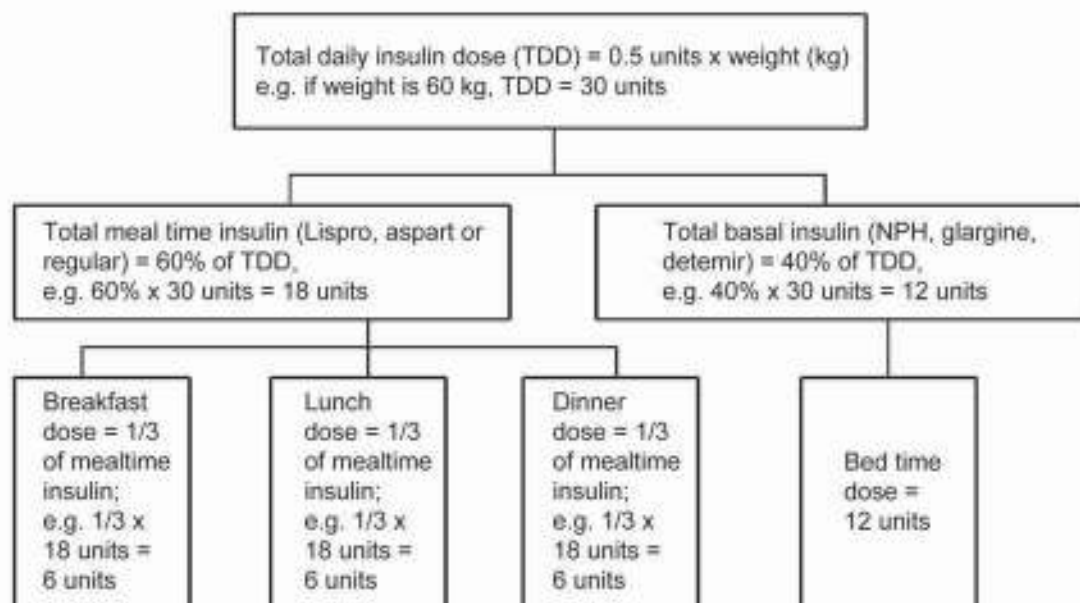 Total daily insulin dose (TDD) = 0.5 units x weight (kg)
e.g. if weight is 60 kg, TDD = 30 units
Total meal time insulin (Lispro, aspart or
regular) = 60% of TDD,
e.g. 60% x 30 units = 18 units
Total basal insulin (NPH, glargine,
detemir) = 40% of TDD,
e.g. 40% x 30 units = 12 units
Breakfast
dose = 1/3
of mealtime
insulin;
e.g. 1/3 x
18 units =
6 units
Lunch
dose = 1/3
of mealtime
insulin;
e.g. 1/3 x
18 units =
6 units
Dinner
dose = 1/3
of mealtime
insulin;
e.g. 1/3 x
18 units =
6 units
Bed time
dose =
12 units